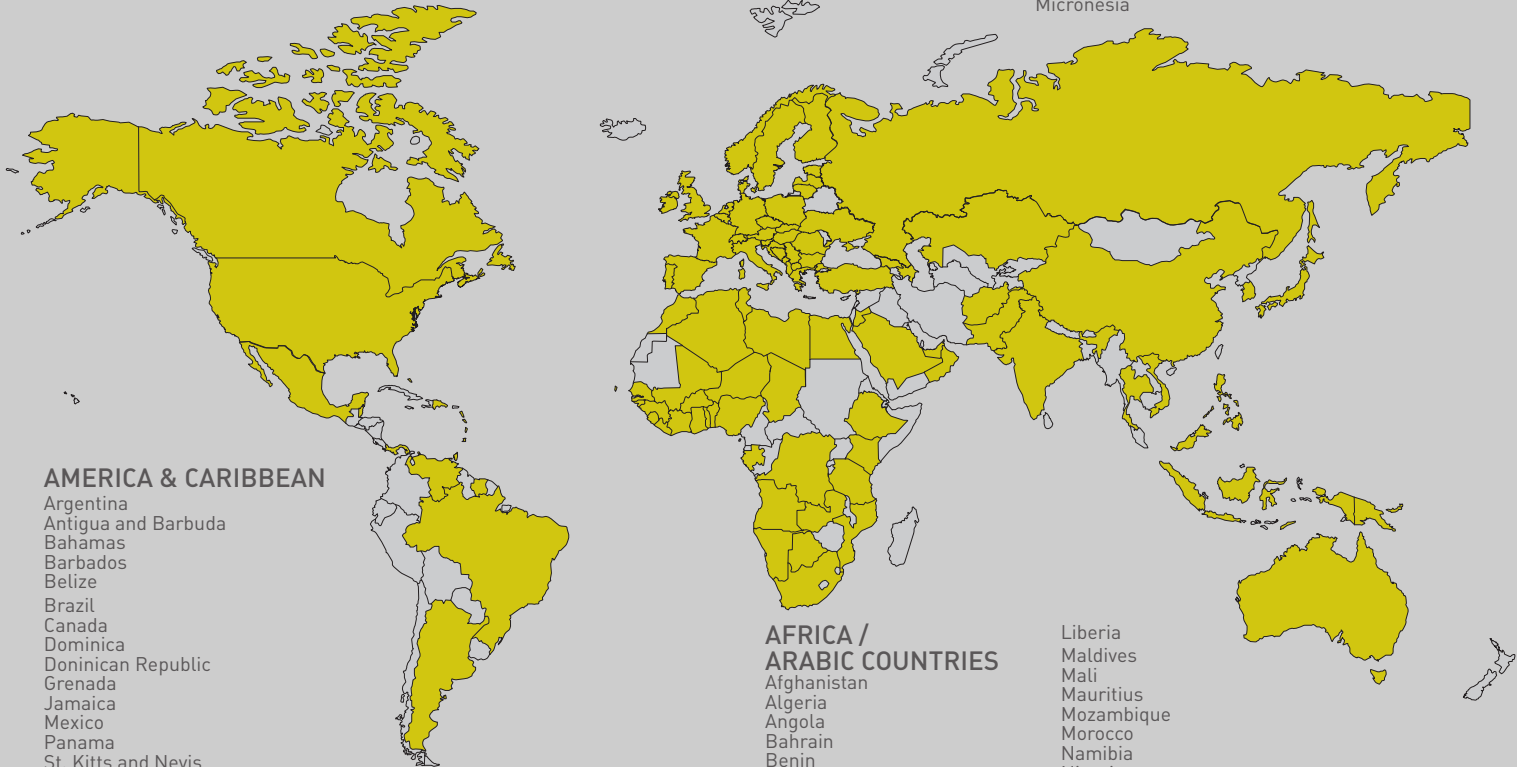 Micronesia
AMERICA & CARIBBEAN
Argentina
Antigua and Barbuda
Bahamas
Barbados
Belize
Brazil
Canada
Dominica
Doninican Republic
Grenada
Jamaica
Mexico
Panama
St. Kitts and Nevis
AFRICA /
ARABIC COUNTRIES
Afghanistan
Algeria
Angola
Bahrain
Benin
Liberia
Maldives
Mali
Mauritius
Mozambique
Morocco
Namibia